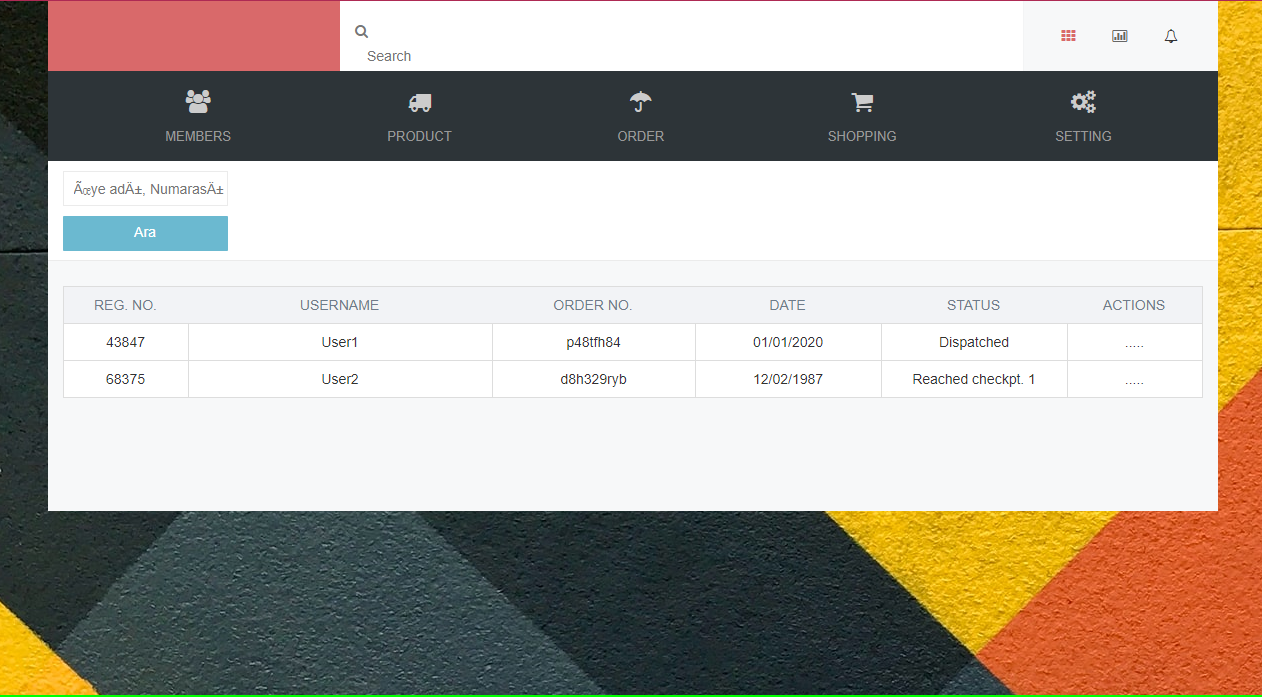 Search
MEMBERS PRODUCT ORDER SHOPPING SETTING
Ãœye adÄ±, NumarasÄ±
Ara
REG. NO. USERNAME ORDER NO. DATE STATUS ACTIONS
43847 User1 p48tfh84 01/01/2020 Dispatched .....
68375 User2 d8h329ryb 12/02/1987 Reached checkpt. 1 .....